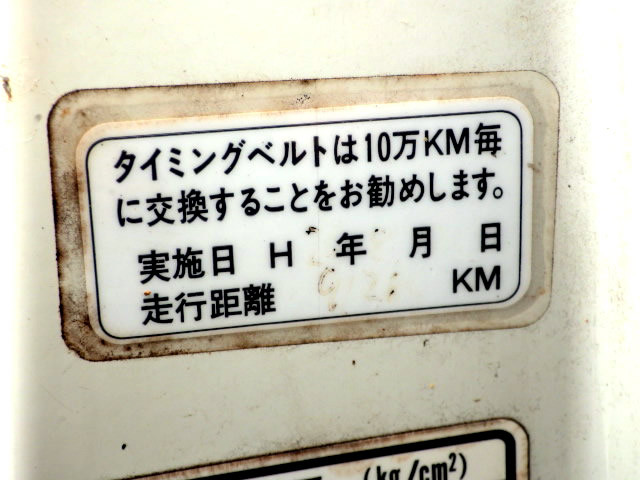 タイミングベルトは10万KM毎
に交換することをお勧めします。
実施日 H 年 月 日
走行距離 KM
(kg/cm²)